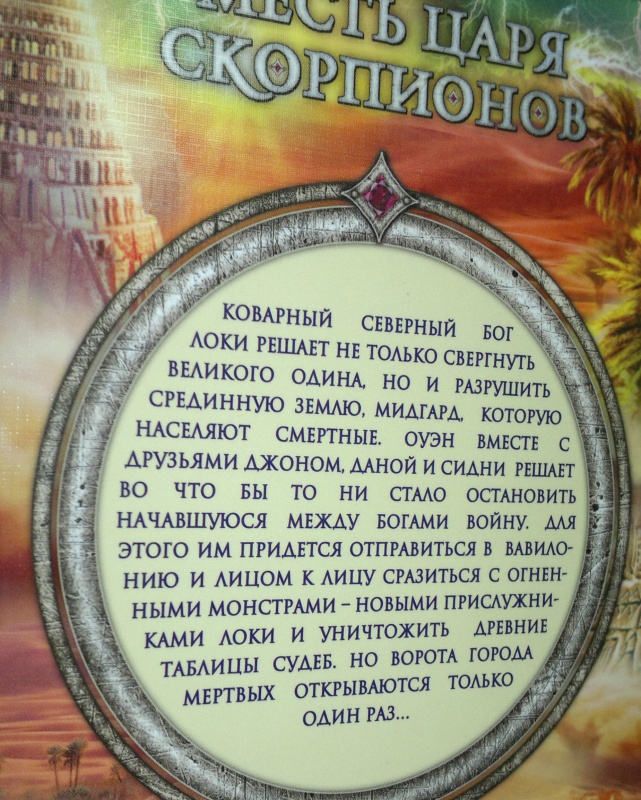 МЕСТЬ ЦАРЯ
СКОРПИОНОВ
КОВАРНЫЙ СЕВЕРНЫЙ БОГ
ЛОКИ РЕШАЕТ НЕ ТОЛЬКО СВЕРГНУТЬ
ВЕЛИКОГО ОДИНА, НО И РАЗРУШИТЬ
СРЕДИННУЮ ЗЕМЛЮ, МИДГАРД, КОТОРУЮ
НАСЕЛЯЮТ СМЕРТНЫЕ. ОУЭН ВМЕСТЕ С
ДРУЗЬЯМИ ДЖОНОМ, ДАНОЙ И СИДНИ РЕШАЕТ
ВО ЧТО БЫ ТО НИ СТАЛО ОСТАНОВИТЬ
НАЧАВШУЮСЯ МЕЖДУ БОГАМИ ВОЙНУ. ДЛЯ
ЭТОГО ИМ ПРИДЕТСЯ ОТПРАВИТЬСЯ В ВАВИЛО-
НИЮ И ЛИЦОМ К ЛИЦУ СРАЗИТЬСЯ С ОГНЕН-
НЫМИ МОНСТРАМИ – НОВЫМИ ПРИСЛУЖНИ-
КАМИ ЛОКИ И УНИЧТОЖИТЬ ДРЕВНИЕ
ТАБЛИЦЫ СУДЕБ. НО ВОРОТА ГОРОДА
МЕРТВЫХ ОТКРЫВАЮТСЯ ТОЛЬКО
ОДИН РАЗ...